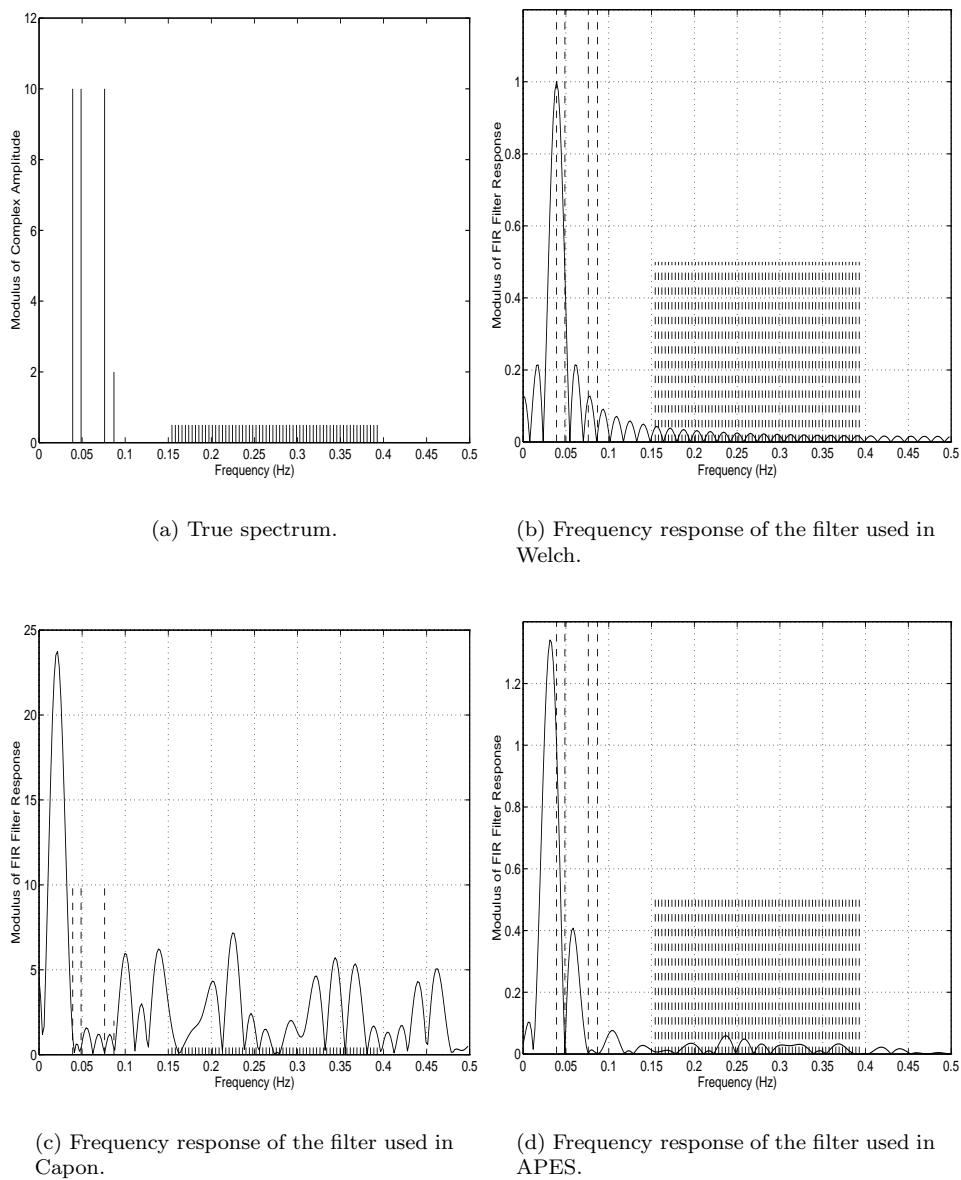 12
10
8
6
4
2
0
Modulus of Complex Amplitude
0 0.05 0.1 0.15 0.2 0.25 0.3 0.35 0.4 0.45 0.5
Frequency (Hz)
(a) True spectrum.
1
0.8
0.6
0.4
0.2
0
Modulus of FIR Filter Response
0 0.05 0.1 0.15 0.2 0.25 0.3 0.35 0.4 0.45 0.5
Frequency (Hz)
(b) Frequency response of the filter used in
Welch.
25
20
15
10
5
0
Modulus of FIR Filter Response
0 0.05 0.1 0.15 0.2 0.25 0.3 0.35 0.4 0.45 0.5
Frequency (Hz)
(c) Frequency response of the filter used in
Capon.
1.2
1
0.8
0.6
0.4
0.2
0
Modulus of FIR Filter Response
0 0.05 0.1 0.15 0.2 0.25 0.3 0.35 0.4 0.45 0.5
Frequency (Hz)
(d) Frequency response of the filter used in
APES.